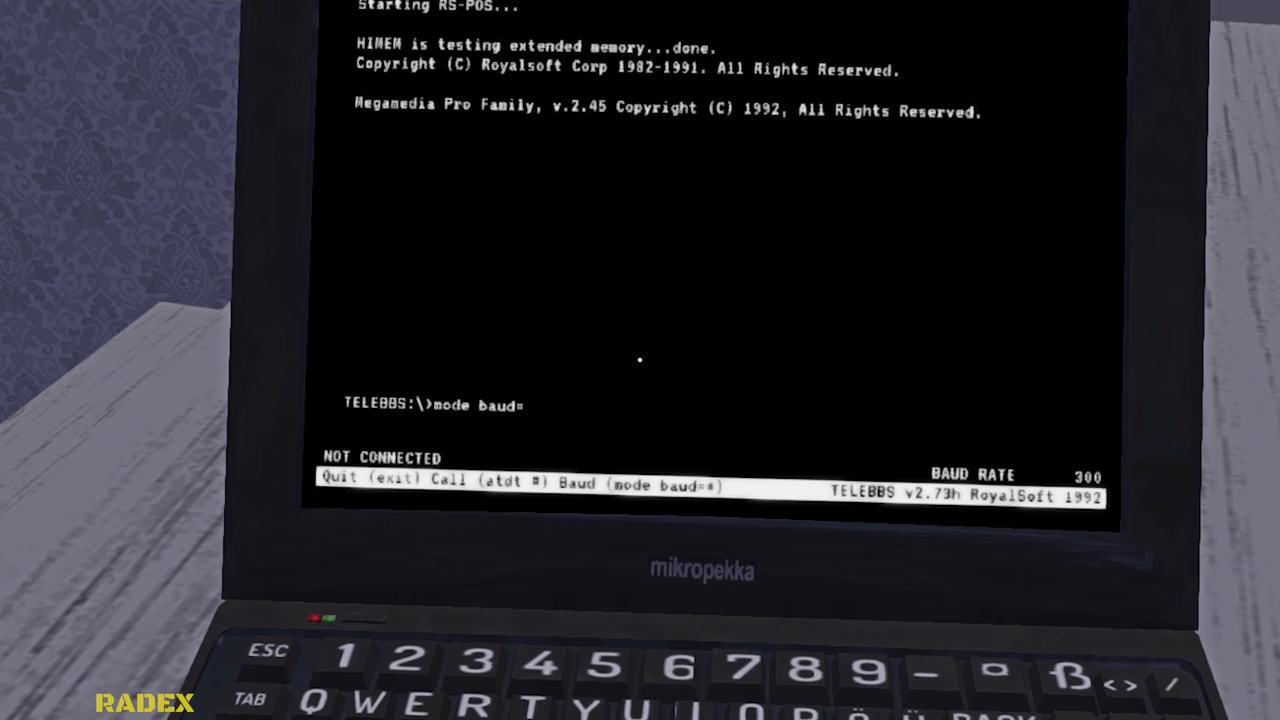 Starting RS-POS...
HIMEM is testing extended memory...done.
Copyright (C) Royalsoft Corp 1982-1991. All Rights Reserved.
Megamedia Pro Family, v.2.45 Copyright (C) 1992, All Rights Reserved.
TELEBBS:\>mode baud=
NOT CONNECTED
BAUD RATE 300
Quit (exit) Call (atdt ¤) Baud (mode baud=*) TELEBBS v2.73h RoyalSoft 1992
mikropekka
ESC 1 2 3 4 5 6 7 8 9 - ¤ ß <> /
TAB Q W E R T Y U I O P Ö Ü BACK
RADEX